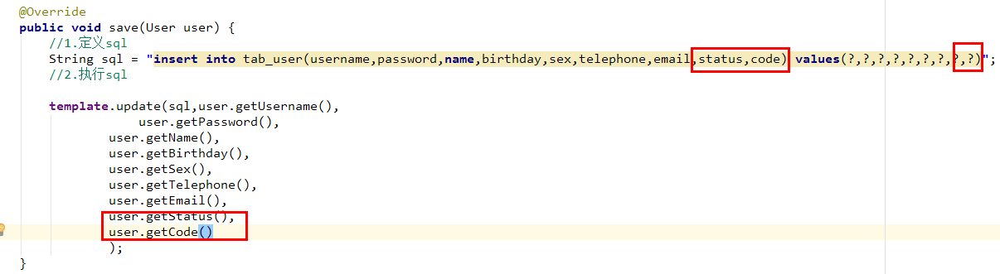 @Override
public void save(User user) {
//1.定义sql
String sql = "insert into tab_user(username,password,name,birthday,sex,telephone,email,status,code) values(?,?,?,?,?,?,?,?,?)";
//2.执行sql
template.update(sql,user.getUsername(),
user.getPassword(),
user.getName(),
user.getBirthday(),
user.getSex(),
user.getTelephone(),
user.getEmail(),
user.getStatus(),
user.getCode()
);
}